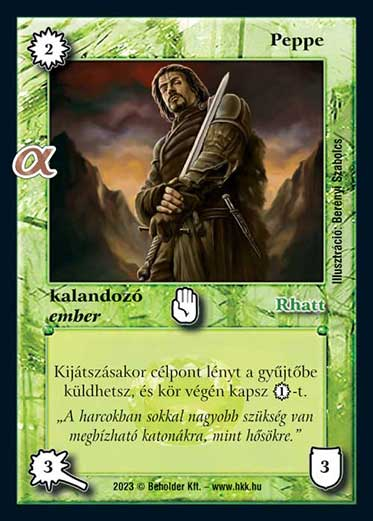 2
Peppe
α
Illusztráció: Berényi Szabolcs
kalandozó
ember
Rhatt
Kijátszásakor célpont lényt a gyűjtőbe
küldhetsz, és kör végén kapsz 1-t.
„A harcokban sokkal nagyobb szükség van
megbízható katonákra, mint hősökre.”
3
3
2023 © Beholder Kft. – www.hkk.hu